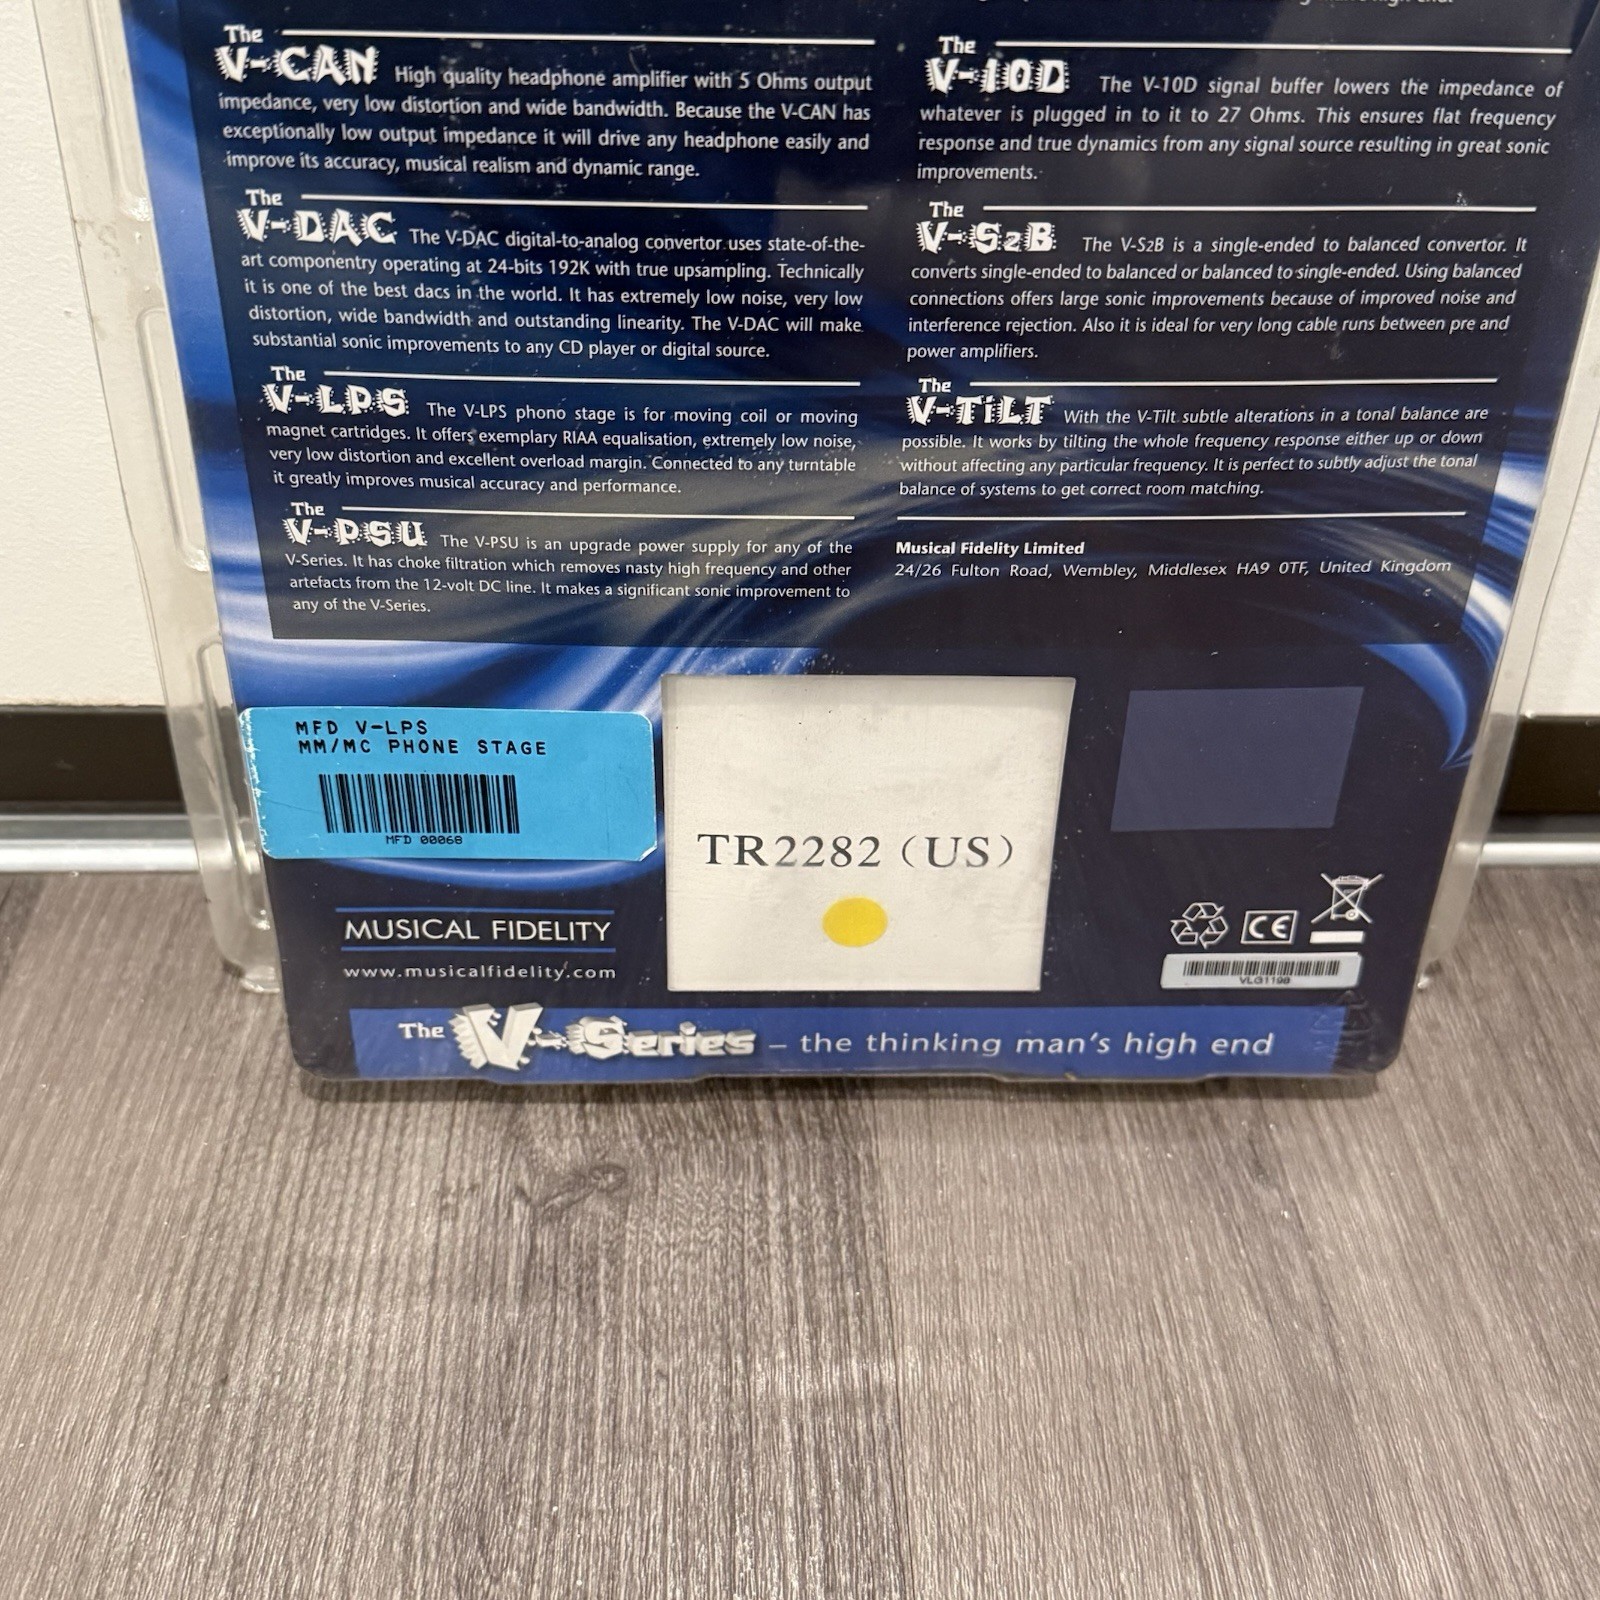 The
V-CAN High quality headphone amplifier with 5 Ohms output
impedance, very low distortion and wide bandwidth. Because the V-CAN has
exceptionally low output impedance it will drive any headphone easily and
improve its accuracy, musical realism and dynamic range.
The
V-DAC The V-DAC digital-to-analog convertor uses state-of-the-
art componentry operating at 24-bits 192K with true upsampling. Technically
it is one of the best dacs in the world. It has extremely low noise, very low
distortion, wide bandwidth and outstanding linearity. The V-DAC will make
substantial sonic improvements to any CD player or digital source.
The
V-LPS The V-LPS phono stage is for moving coil or moving
magnet cartridges. It offers exemplary RIAA equalisation, extremely low noise,
very low distortion and excellent overload margin. Connected to any turntable
it greatly improves musical accuracy and performance.
The
V-PSU The V-PSU is an upgrade power supply for any of the
V-Series. It has choke filtration which removes nasty high frequency and other
artefacts from the 12-volt DC line. It makes a significant sonic improvement to
any of the V-Series.
The
V-10D The V-10D signal buffer lowers the impedance of
whatever is plugged in to it to 27 Ohms. This ensures flat frequency
response and true dynamics from any signal source resulting in great sonic
improvements.
The
V-S2B The V-S2B is a single-ended to balanced convertor. It
converts single-ended to balanced or balanced to single-ended. Using balanced
connections offers large sonic improvements because of improved noise and
interference rejection. Also it is ideal for very long cable runs between pre and
power amplifiers.
The
V-TiLT With the V-Tilt subtle alterations in a tonal balance are
possible. It works by tilting the whole frequency response either up or down
without affecting any particular frequency. It is perfect to subtly adjust the tonal
balance of systems to get correct room matching.
Musical Fidelity Limited
24/26 Fulton Road, Wembley, Middlesex HA9 0TF, United Kingdom
MFD V-LPS
MM/MC PHONE STAGE
MFD 00068
TR2282 (US)
MUSICAL FIDELITY
www.musicalfidelity.com
CE
VLG1198
The V-Series – the thinking man's high end